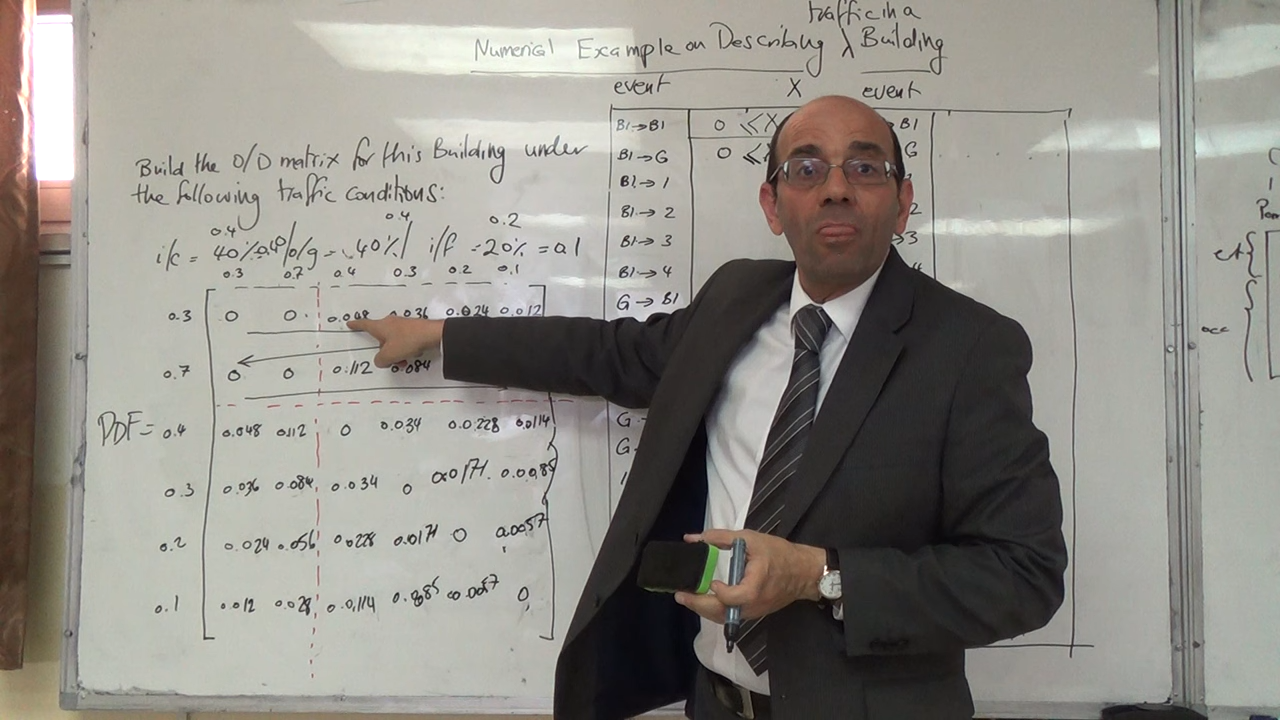 traffic in a
Numerical Example on Describing λ Building
event X event
Build the O/D matrix for this Building under
the following traffic conditions:
0.4 0.4 0.2
i/c = 40% o/g = 40% i/f = 20% = 0.1
0.3 0.7 0.4 0.3 0.2 0.1
0.3 0 0 0.048 0.036 0.024 0.012
0.7 0 0 0.112 0.084
PDF =
0.4 0.048 0.112 0 0.034 0.0228 0.0114
0.3 0.036 0.084 0.034 0 0.0171 0.0085
0.2 0.024 0.056 0.0228 0.0171 0 0.0057
0.1 0.012 0.028 0.0114 0.0085 0.0057 0
B1→B1 0 ≤X B1
B1→G 0 G
B1→1
B1→2 2
B1→3 →3
B1→4 4
G→B1
G
G